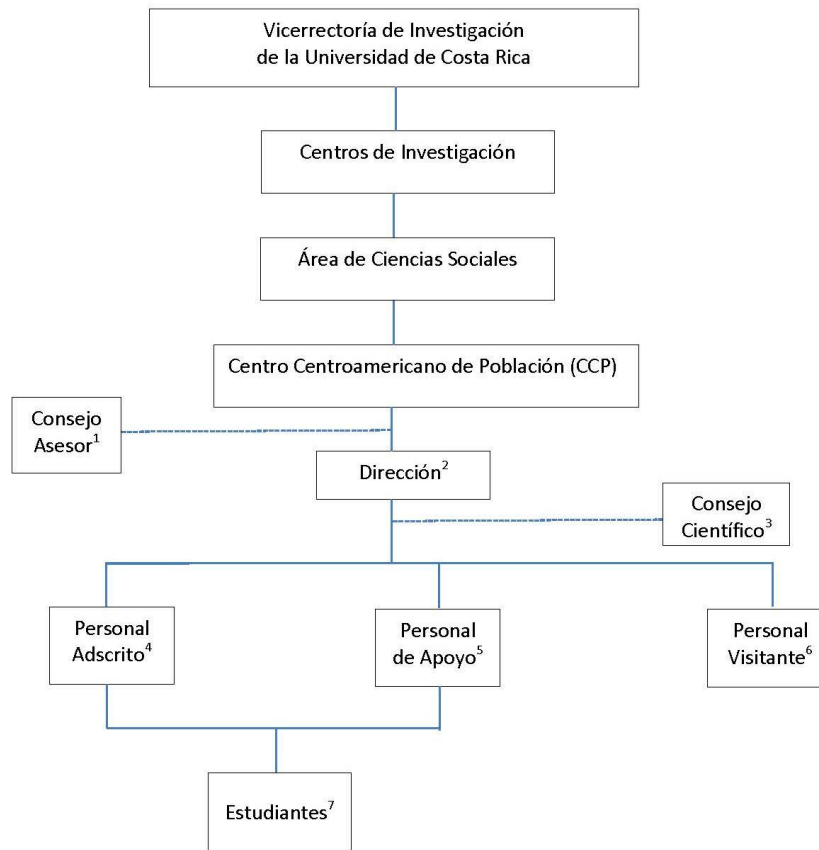 Vicerrectoría de Investigación
de la Universidad de Costa Rica
Centros de Investigación
Área de Ciencias Sociales
Centro Centroamericano de Población (CCP)
Consejo
Asesor¹
Dirección²
Consejo
Científico³
Personal
Adscrito⁴
Personal
de Apoyo⁵
Personal
Visitante⁶
Estudiantes⁷